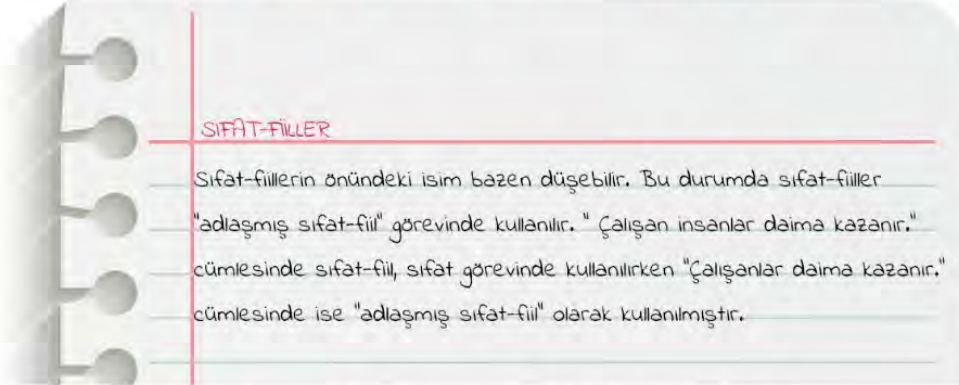 SIFAT-FİİLLER
Sıfat-fiillerin önündeki isim bazen düşebilir. Bu durumda sıfat-fiiller
"adlaşmış sıfat-fiil" görevinde kullanılır. " Çalışan insanlar daima kazanır."
cümlesinde sıfat-fiil, sıfat görevinde kullanılırken "Çalışanlar daima kazanır."
cümlesinde ise "adlaşmış sıfat-fiil" olarak kullanılmıştır.